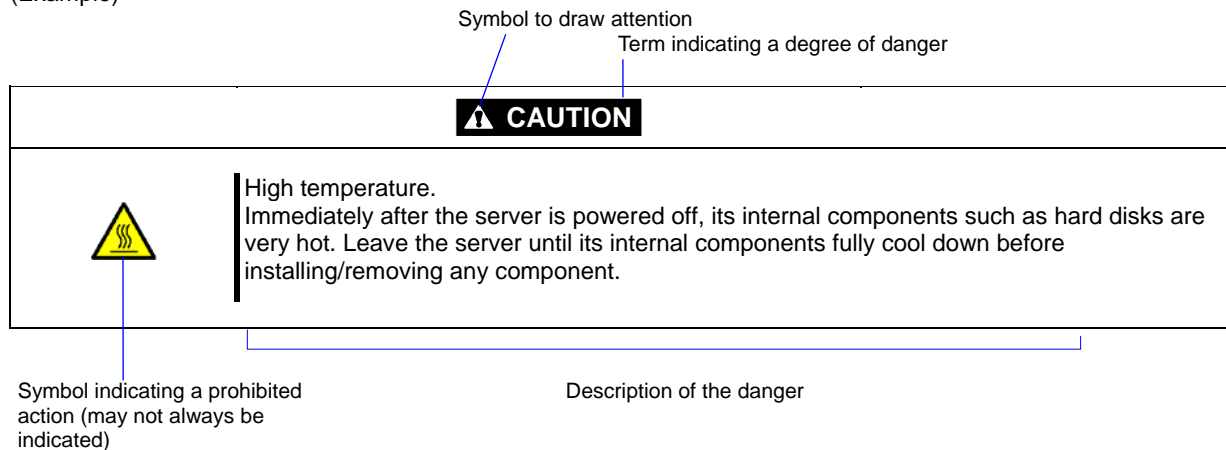 (Example)
Symbol to draw attention
Term indicating a degree of danger
CAUTION
High temperature.
Immediately after the server is powered off, its internal components such as hard disks are
very hot. Leave the server until its internal components fully cool down before
installing/removing any component.
Symbol indicating a prohibited
action (may not always be
indicated)
Description of the danger